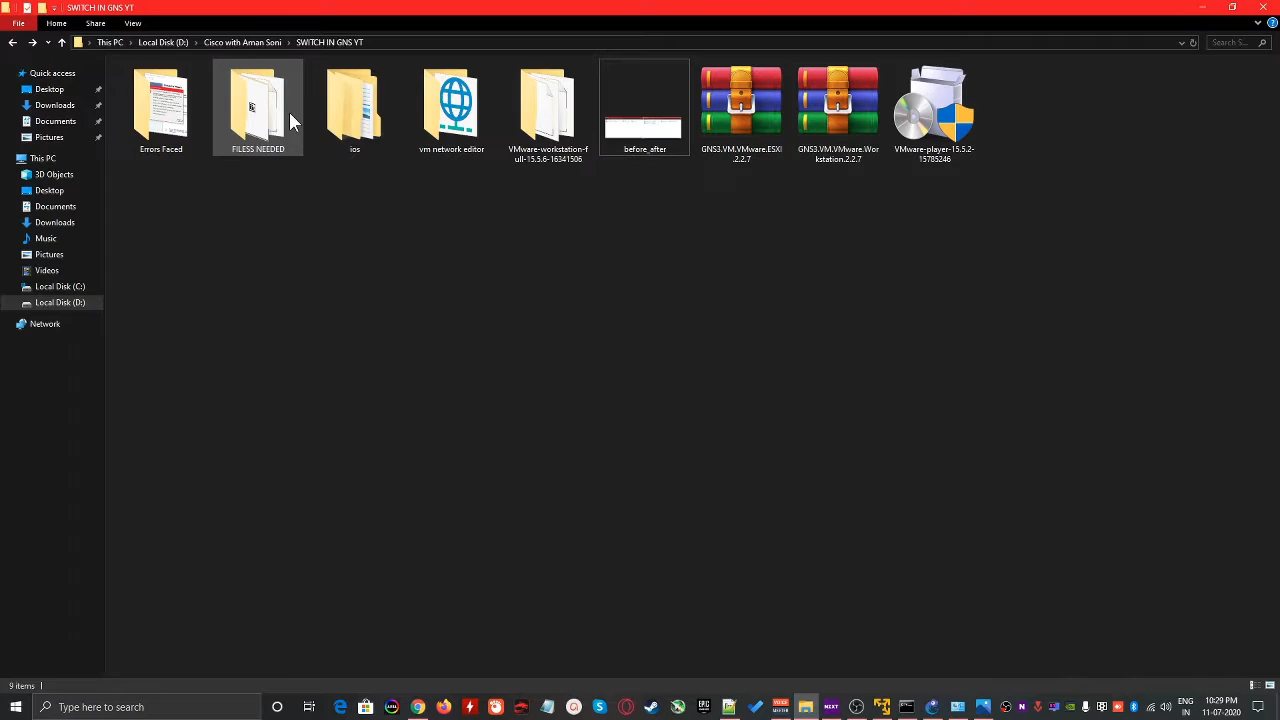 SWITCH IN GNS YT
File Home Share View
This PC Local Disk (D:) Cisco with Aman Soni SWITCH IN GNS YT
Search S...
Quick access
Desktop
Downloads
Documents
Pictures
This PC
3D Objects
Desktop
Documents
Downloads
Music
Pictures
Videos
Local Disk (C:)
Local Disk (D:)
Network
Errors Faced
FILESS NEEDED
ios
vm network editor
VMware-workstation-f
ull-15.5.6-16341506
before_after
GNS3.VM.VMware.ESXI
.2.2.7
GNS3.VM.VMware.Wor
kstation.2.2.7
VMware-player-15.5.2-
15785246
9 items
Type here to search
NEXT
ENG
IN
10:29 PM
11-07-2020